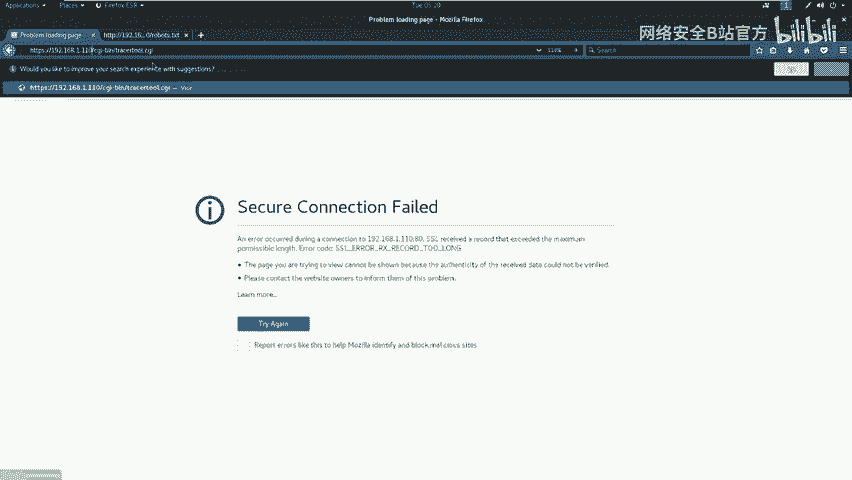 Applications Places Firefox ESR Tue 05:20
Problem loading page - Mozilla Firefox
Problem loading page × http://192.16...0/robots.txt × +
https://192.168.1.110/cgi-bin/tracertool.cgi 110% Search
Would you like to improve your search experience with suggestions?
https://192.168.1.110/cgi-bin/tracertool.cgi — Visit
网络安全B站官方 bilibili
Secure Connection Failed
An error occurred during a connection to 192.168.1.110:80. SSL received a record that exceeded the maximum
permissible length. Error code: SSL_ERROR_RX_RECORD_TOO_LONG
• The page you are trying to view cannot be shown because the authenticity of the received data could not be verified.
• Please contact the website owners to inform them of this problem.
Learn more...
Try Again
Report errors like this to help Mozilla identify and block malicious sites